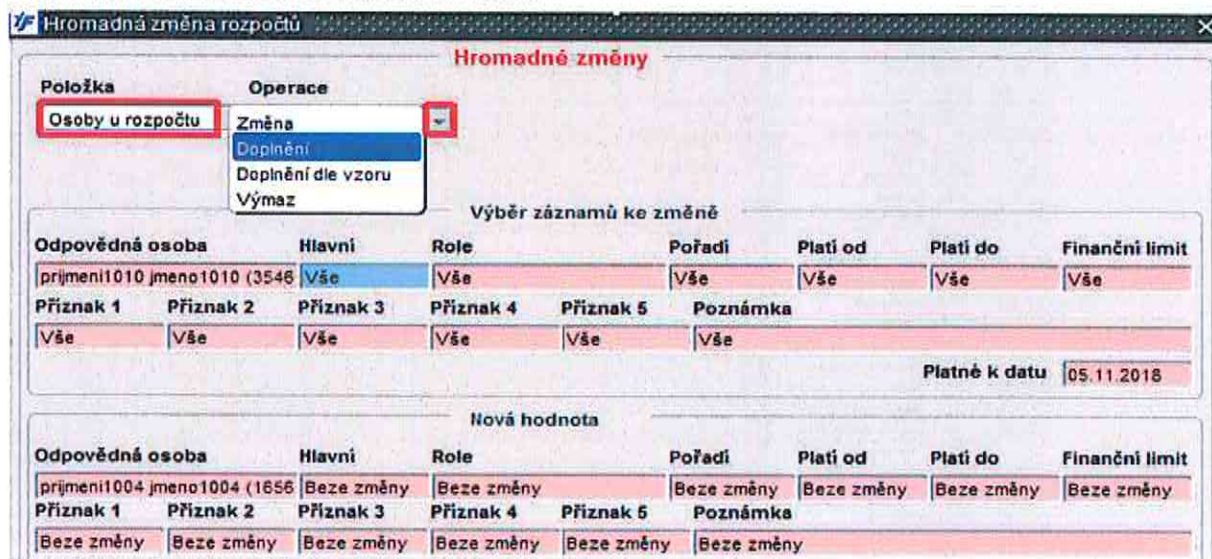 Hromadná změna rozpočtů
Hromadné změny
Položka Operace
Osoby u rozpočtu Změna
Doplnění
Doplnění dle vzoru
Výmaz
Výběr záznamů ke změně
Odpovědná osoba Hlavní Role Pořadí Platí od Platí do Finanční limit
prijmeni1010 jmeno1010 (3546 Vše Vše Vše Vše Vše Vše
Příznak 1 Příznak 2 Příznak 3 Příznak 4 Příznak 5 Poznámka
Vše Vše Vše Vše Vše Vše
Platné k datu 05.11.2018
Nová hodnota
Odpovědná osoba Hlavní Role Pořadí Platí od Platí do Finanční limit
prijmeni1004 jmeno1004 (1656 Beze změny Beze změny Beze změny Beze změny Beze změny Beze změny
Příznak 1 Příznak 2 Příznak 3 Příznak 4 Příznak 5 Poznámka
Beze změny Beze změny Beze změny Beze změny Beze změny Beze změny